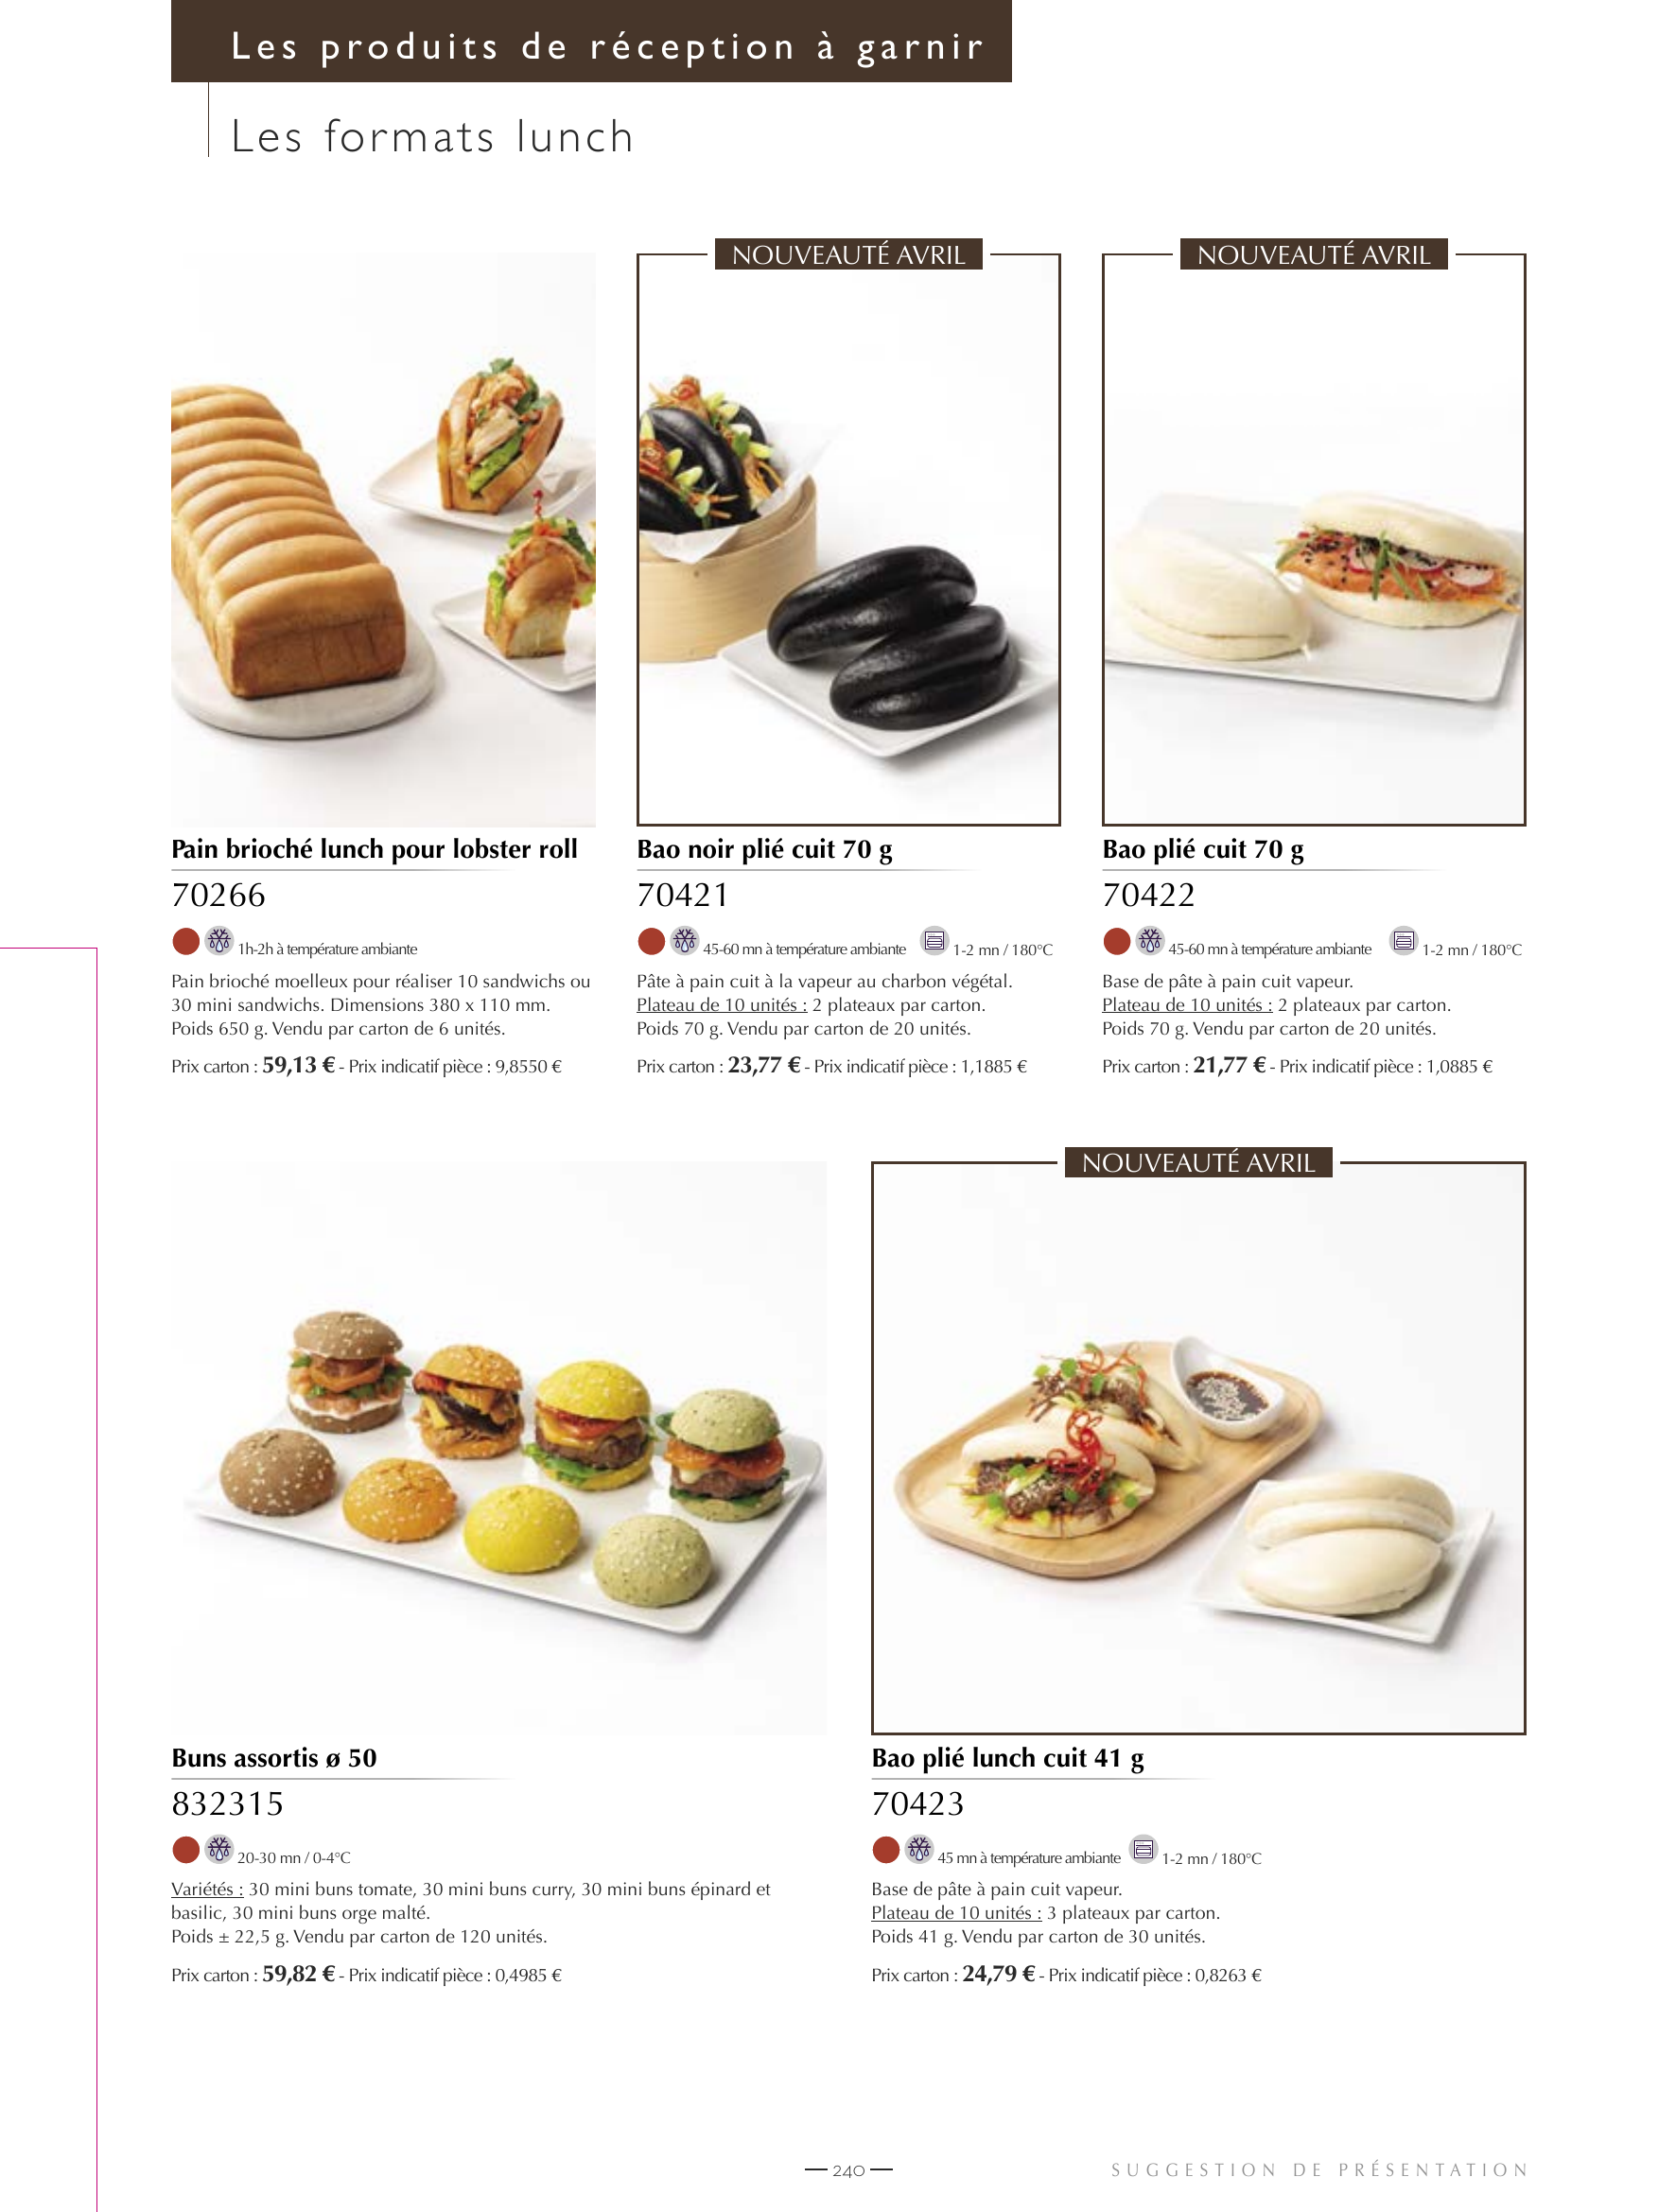 Les produits de réception à garnir
Les formats lunch
NOUVEAUTÉ AVRIL
NOUVEAUTÉ AVRIL
Pain brioché lunch pour lobster roll
70266
1h-2h à température ambiante
Pain brioché moelleux pour réaliser 10 sandwichs ou
30 mini sandwichs. Dimensions 380 x 110 mm.
Poids 650 g. Vendu par carton de 6 unités.
Prix carton : 59,13 € - Prix indicatif pièce : 9,8550 €
Bao noir plié cuit 70 g
70421
45-60 mn à température ambiante 1-2 mn / 180°C
Pâte à pain cuit à la vapeur au charbon végétal.
Plateau de 10 unités : 2 plateaux par carton.
Poids 70 g. Vendu par carton de 20 unités.
Prix carton : 23,77 € - Prix indicatif pièce : 1,1885 €
Bao plié cuit 70 g
70422
45-60 mn à température ambiante 1-2 mn / 180°C
Base de pâte à pain cuit vapeur.
Plateau de 10 unités : 2 plateaux par carton.
Poids 70 g. Vendu par carton de 20 unités.
Prix carton : 21,77 € - Prix indicatif pièce : 1,0885 €
NOUVEAUTÉ AVRIL
Buns assortis ø 50
832315
20-30 mn / 0-4°C
Variétés : 30 mini buns tomate, 30 mini buns curry, 30 mini buns épinard et
basilic, 30 mini buns orge malté.
Poids ± 22,5 g. Vendu par carton de 120 unités.
Prix carton : 59,82 € - Prix indicatif pièce : 0,4985 €
Bao plié lunch cuit 41 g
70423
45 mn à température ambiante 1-2 mn / 180°C
Base de pâte à pain cuit vapeur.
Plateau de 10 unités : 3 plateaux par carton.
Poids 41 g. Vendu par carton de 30 unités.
Prix carton : 24,79 € - Prix indicatif pièce : 0,8263 €
240
SUGGESTION DE PRÉSENTATION